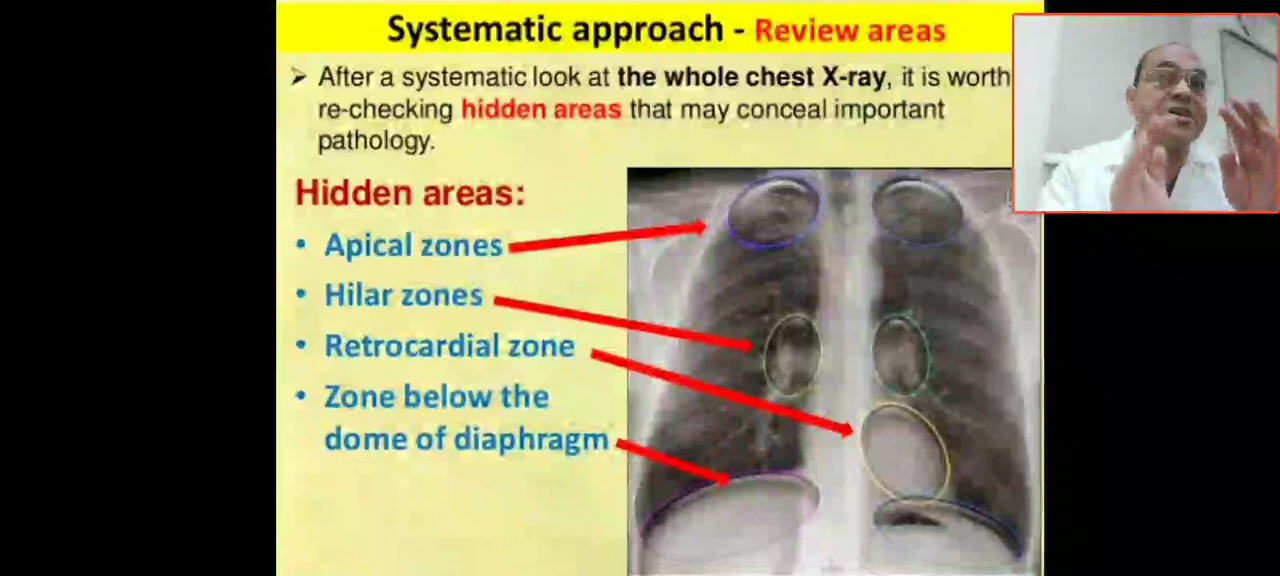 Systematic approach - Review areas
➢ After a systematic look at the whole chest X-ray, it is worth
re-checking hidden areas that may conceal important
pathology.
Hidden areas:
• Apical zones
• Hilar zones
• Retrocardial zone
• Zone below the
dome of diaphragm